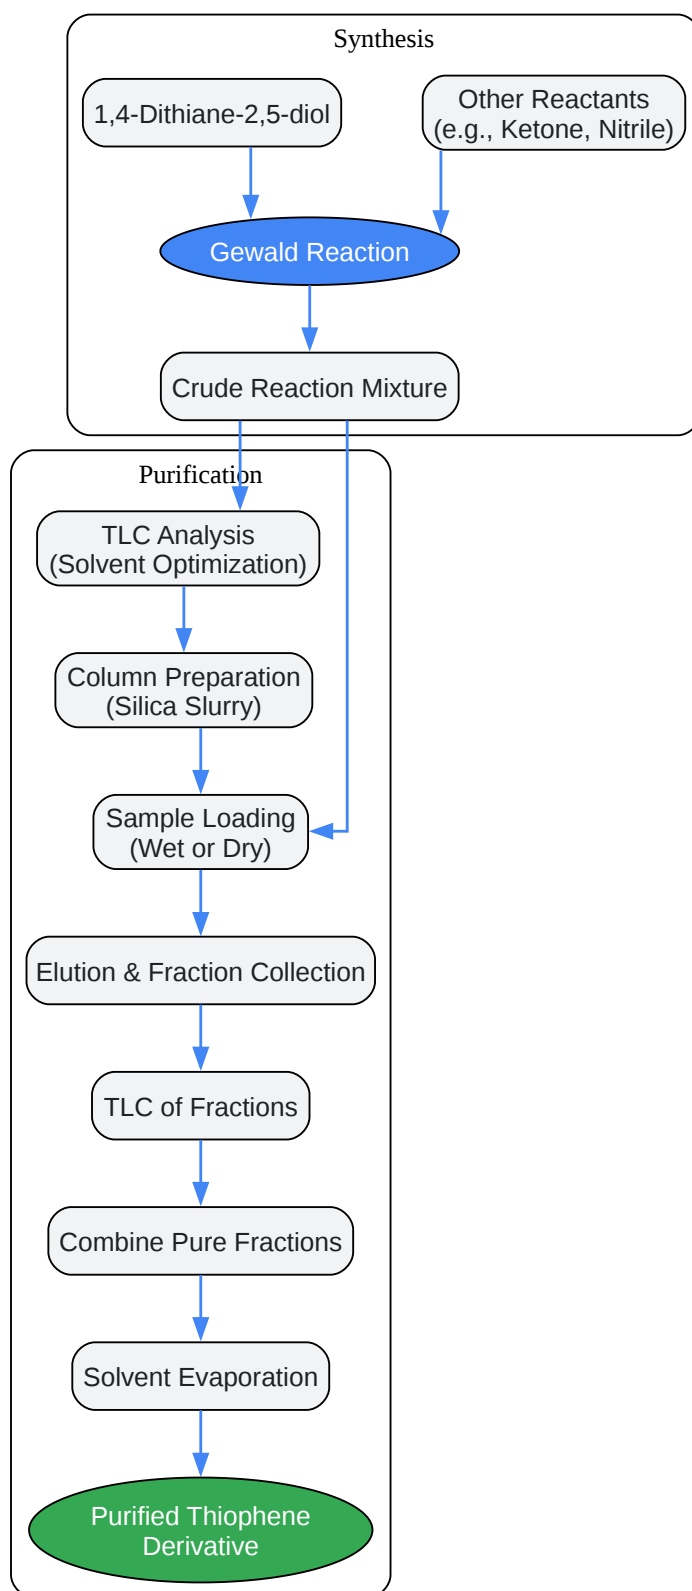 Synthesis
1,4-Dithiane-2,5-diol
Other Reactants
(e.g., Ketone, Nitrile)
Gewald Reaction
Crude Reaction Mixture
Purification
TLC Analysis
(Solvent Optimization)
Column Preparation
(Silica Slurry)
Sample Loading
(Wet or Dry)
Elution & Fraction Collection
TLC of Fractions
Combine Pure Fractions
Solvent Evaporation
Purified Thiophene
Derivative